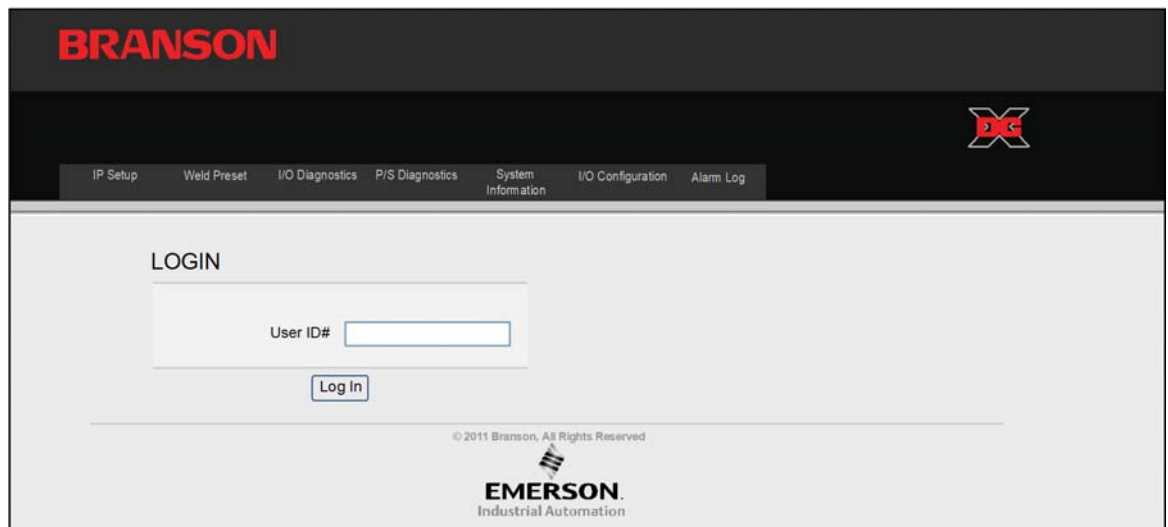 BRANSON
DCX
IP Setup
Weld Preset
I/O Diagnostics
P/S Diagnostics
System
Information
I/O Configuration
Alarm Log
LOGIN
User ID#
Log In
© 2011 Branson, All Rights Reserved
EMERSON.
Industrial Automation